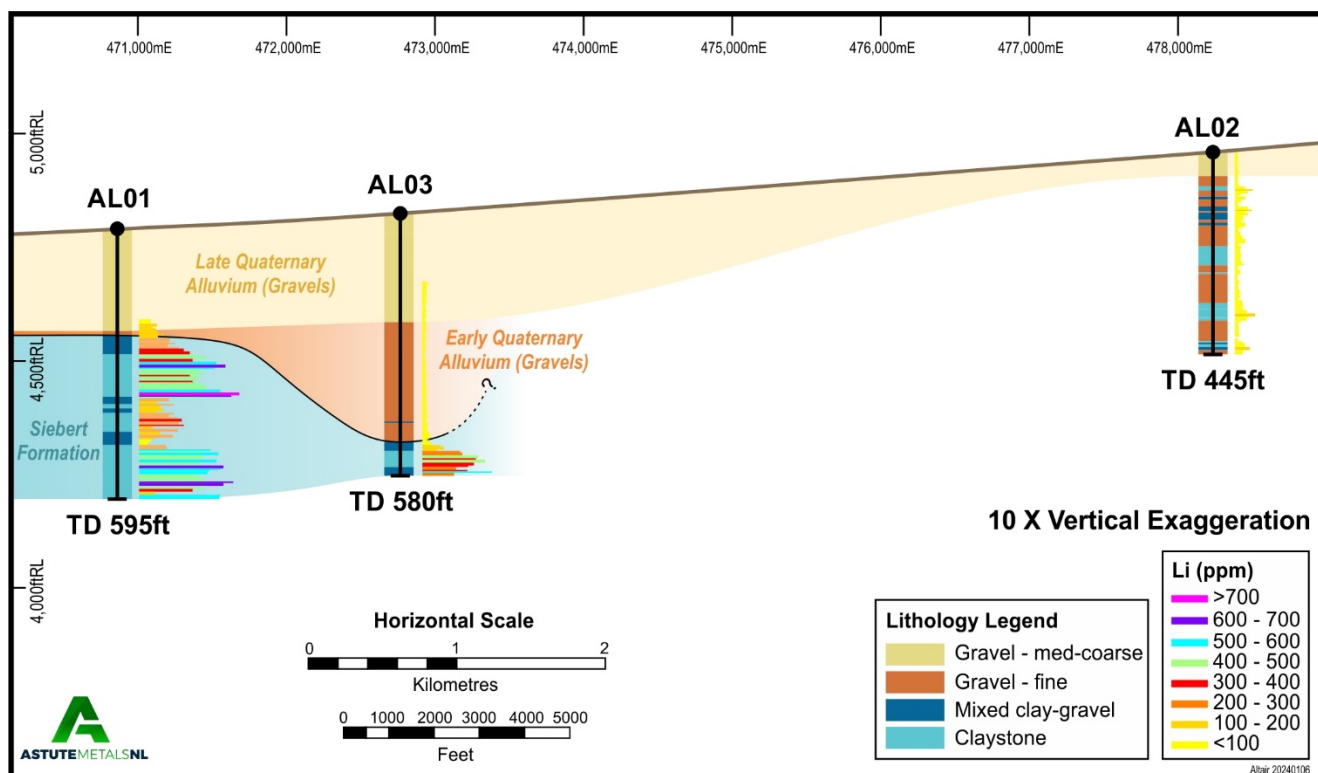 471,000mE
472,000mE
473,000mE
474,000mE
475,000mE
476,000mE
477,000mE
478,000mE
5,000ftRL
4,500ftRL
4,000ftRL
AL01
AL03
AL02
Late Quaternary
Alluvium (Gravels)
Early Quaternary
Alluvium (Gravels)
?
Siebert
Formation
TD 595ft
TD 580ft
TD 445ft
10 X Vertical Exaggeration
Horizontal Scale
0 1 2
Kilometres
0 1000 2000 3000 4000 5000
Feet
Lithology Legend
Gravel - med-coarse
Gravel - fine
Mixed clay-gravel
Claystone
Li (ppm)
>700
600 - 700
500 - 600
400 - 500
300 - 400
200 - 300
100 - 200
<100
ASTUTEMETALSNL
Altair 20240106